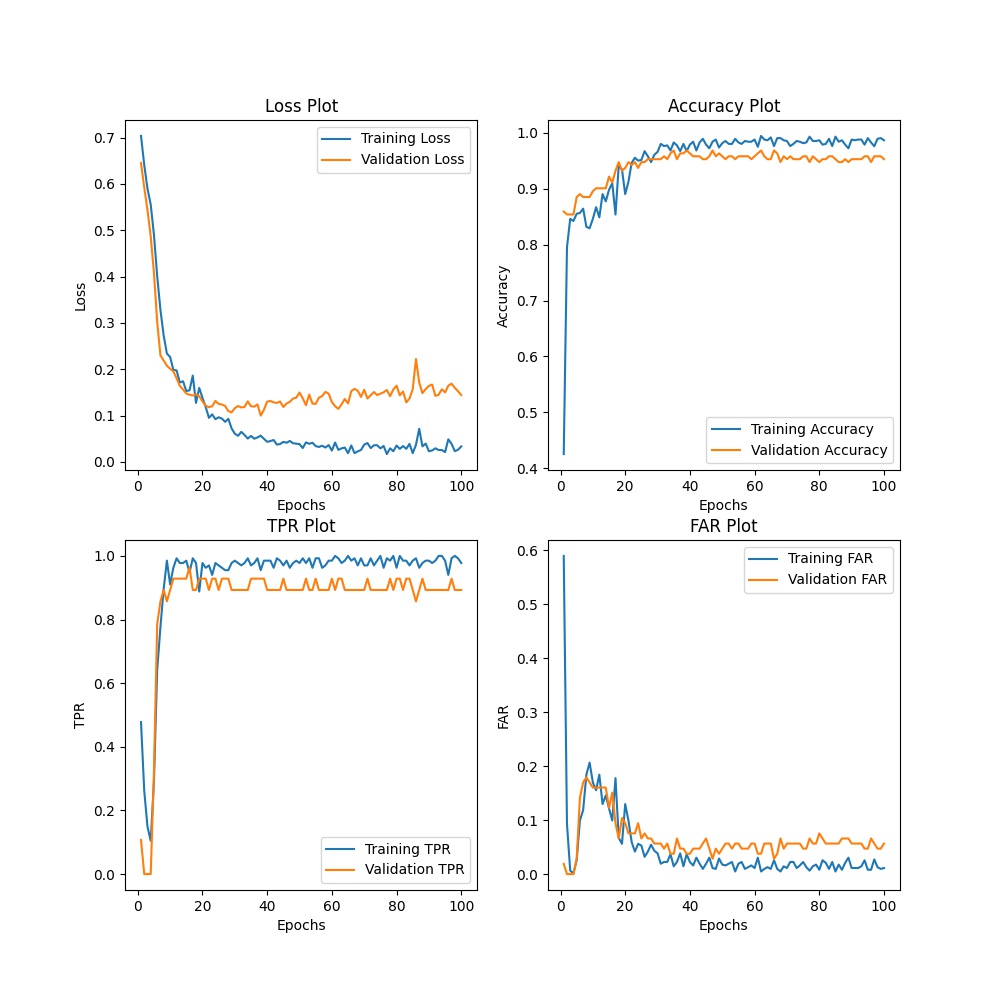 Loss Plot
0.7
0.6
0.5
0.4
0.3
0.2
0.1
0.0
Loss
Training Loss
Validation Loss
0 20 40 60 80 100
Epochs
Accuracy Plot
1.0
0.9
0.8
0.7
0.6
0.5
0.4
Accuracy
Training Accuracy
Validation Accuracy
0 20 40 60 80 100
Epochs
TPR Plot
1.0
0.8
0.6
0.4
0.2
0.0
TPR
Training TPR
Validation TPR
0 20 40 60 80 100
Epochs
FAR Plot
0.6
0.5
0.4
0.3
0.2
0.1
0.0
FAR
Training FAR
Validation FAR
0 20 40 60 80 100
Epochs